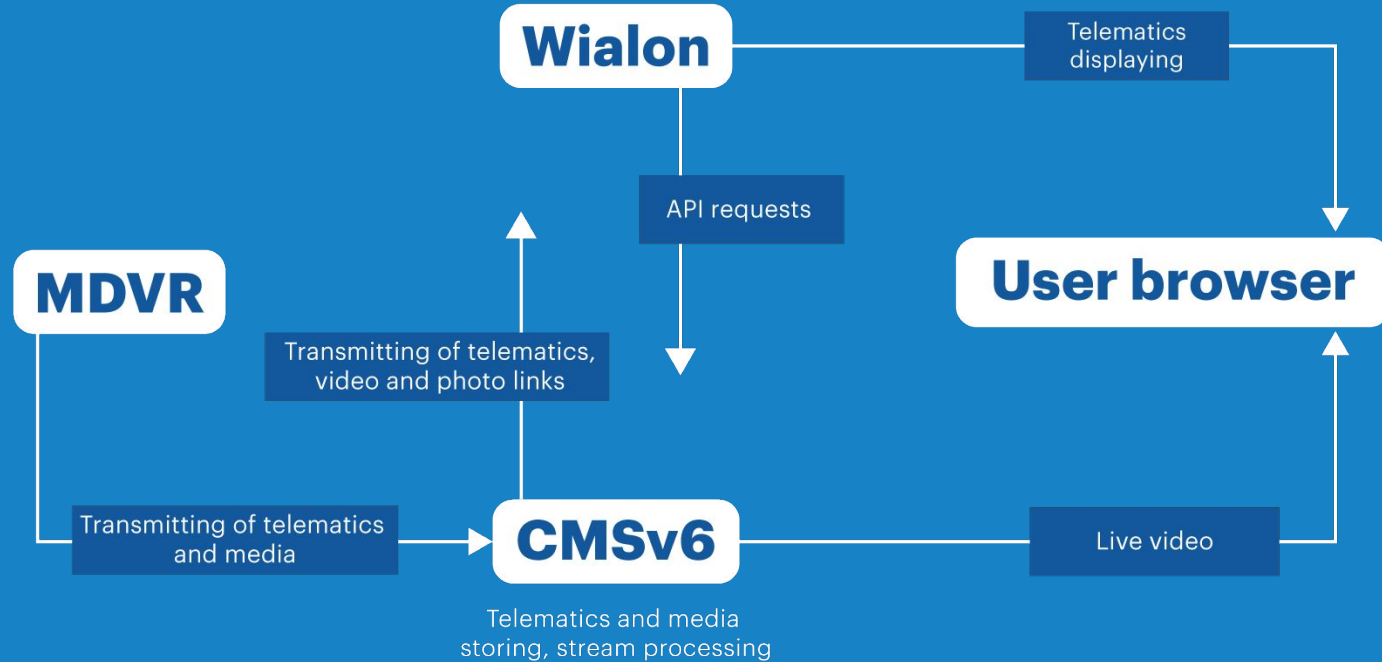 Wialon
Telematics
displaying
API requests
MDVR
User browser
Transmitting of telematics,
video and photo links
Transmitting of telematics
and media
CMSv6
Live video
Telematics and media
storing, stream processing